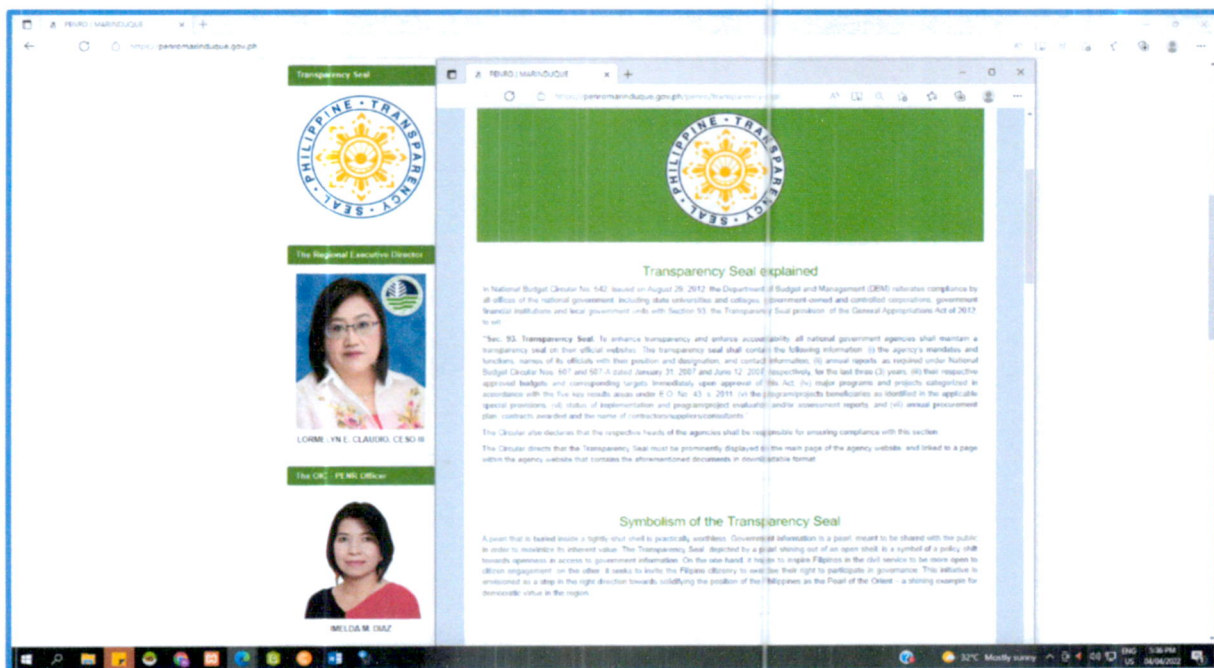 PENRO | MARINDUQUE
https://penromarinduque.gov.ph
Transparency Seal
PHILIPPINE TRANSPARENCY SEAL
The Regional Executive Director
LORMELYN E. CLAUDIO, CESO III
The OIC - PENR Officer
IMELDA M. DIAZ
PENRO | MARINDUQUE
https://penromarinduque.gov.ph/penro/transparency-seal
PHILIPPINE TRANSPARENCY SEAL
Transparency Seal explained
In National Budget Circular No. 542, issued on August 29, 2012, the Department of Budget and Management (DBM) reiterates compliance by
all offices of the national government, including state universities and colleges, government-owned and controlled corporations, government
financial institutions and local government units with Section 93, the Transparency Seal provision, of the General Appropriations Act of 2012,
to wit:
"Sec. 93. Transparency Seal. To enhance transparency and enforce accountability, all national government agencies shall maintain a
transparency seal on their official websites. The transparency seal shall contain the following information: (i) the agency's mandates and
functions, names of its officials with their position and designation, and contact information; (ii) annual reports, as required under National
Budget Circular Nos. 507 and 507-A dated January 31, 2007 and June 12, 2007, respectively, for the last three (3) years; (iii) their respective
approved budgets and corresponding targets immediately upon approval of this Act; (iv) major programs and projects categorized in
accordance with the five key results areas under E.O. No. 43, s. 2011; (v) the program/projects beneficiaries as identified in the applicable
special provisions; (vi) status of implementation and program/project evaluation and/or assessment reports; and (vii) annual procurement
plan, contracts awarded and the name of contractors/suppliers/consultants."
The Circular also declares that the respective heads of the agencies shall be responsible for ensuring compliance with this section.
The Circular directs that the Transparency Seal must be prominently displayed on the main page of the agency website, and linked to a page
within the agency website that contains the aforementioned documents in downloadable format.
Symbolism of the Transparency Seal
A pearl that is buried inside a tightly-shut shell is practically worthless. Government information is a pearl, meant to be shared with the public
in order to maximize its inherent value. The Transparency Seal, depicted by a pearl shining out of an open shell, is a symbol of a policy shift
towards openness in access to government information. On the one hand, it hopes to inspire Filipinos in the civil service to be more open to
citizen engagement; on the other, it seeks to invite the Filipino citizenry to exercise their right to participate in governance. This initiative is
envisioned as a step in the right direction towards solidifying the position of the Philippines as the Pearl of the Orient – a shining example for
democratic virtue in the region.
32°C Mostly sunny
ENG
US
5:36 PM
04/04/2022